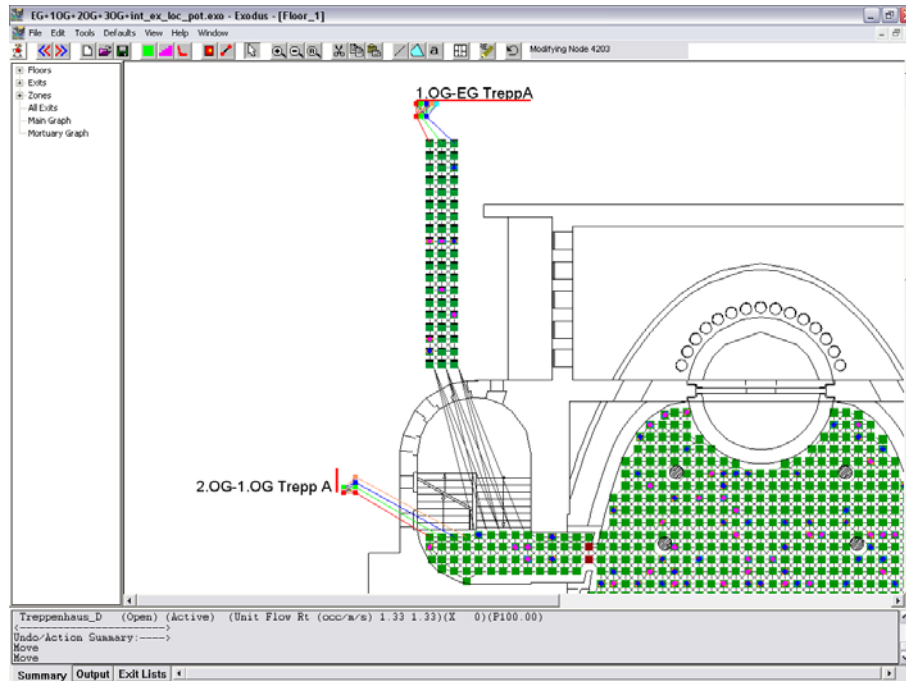 EG+1OG+2OG+3OG+int_ex_loc_pot.exo - Exodus - [Floor_1]
File Edit Tools Defaults View Help Window
a
Modifying Node 4203
Floors
Exits
Zones
All Exits
Main Graph
Mortuary Graph
1.OG-EG TreppA
2.OG-1.OG Trepp A
Treppenhaus_D (Open) (Active) (Unit Flow Rt (occ/m/s) 1.33 1.33)(X 0)(P100.00)
<------------------------>
Undo/Action Summary:---->
Move
Move
Summary Output Exit Lists